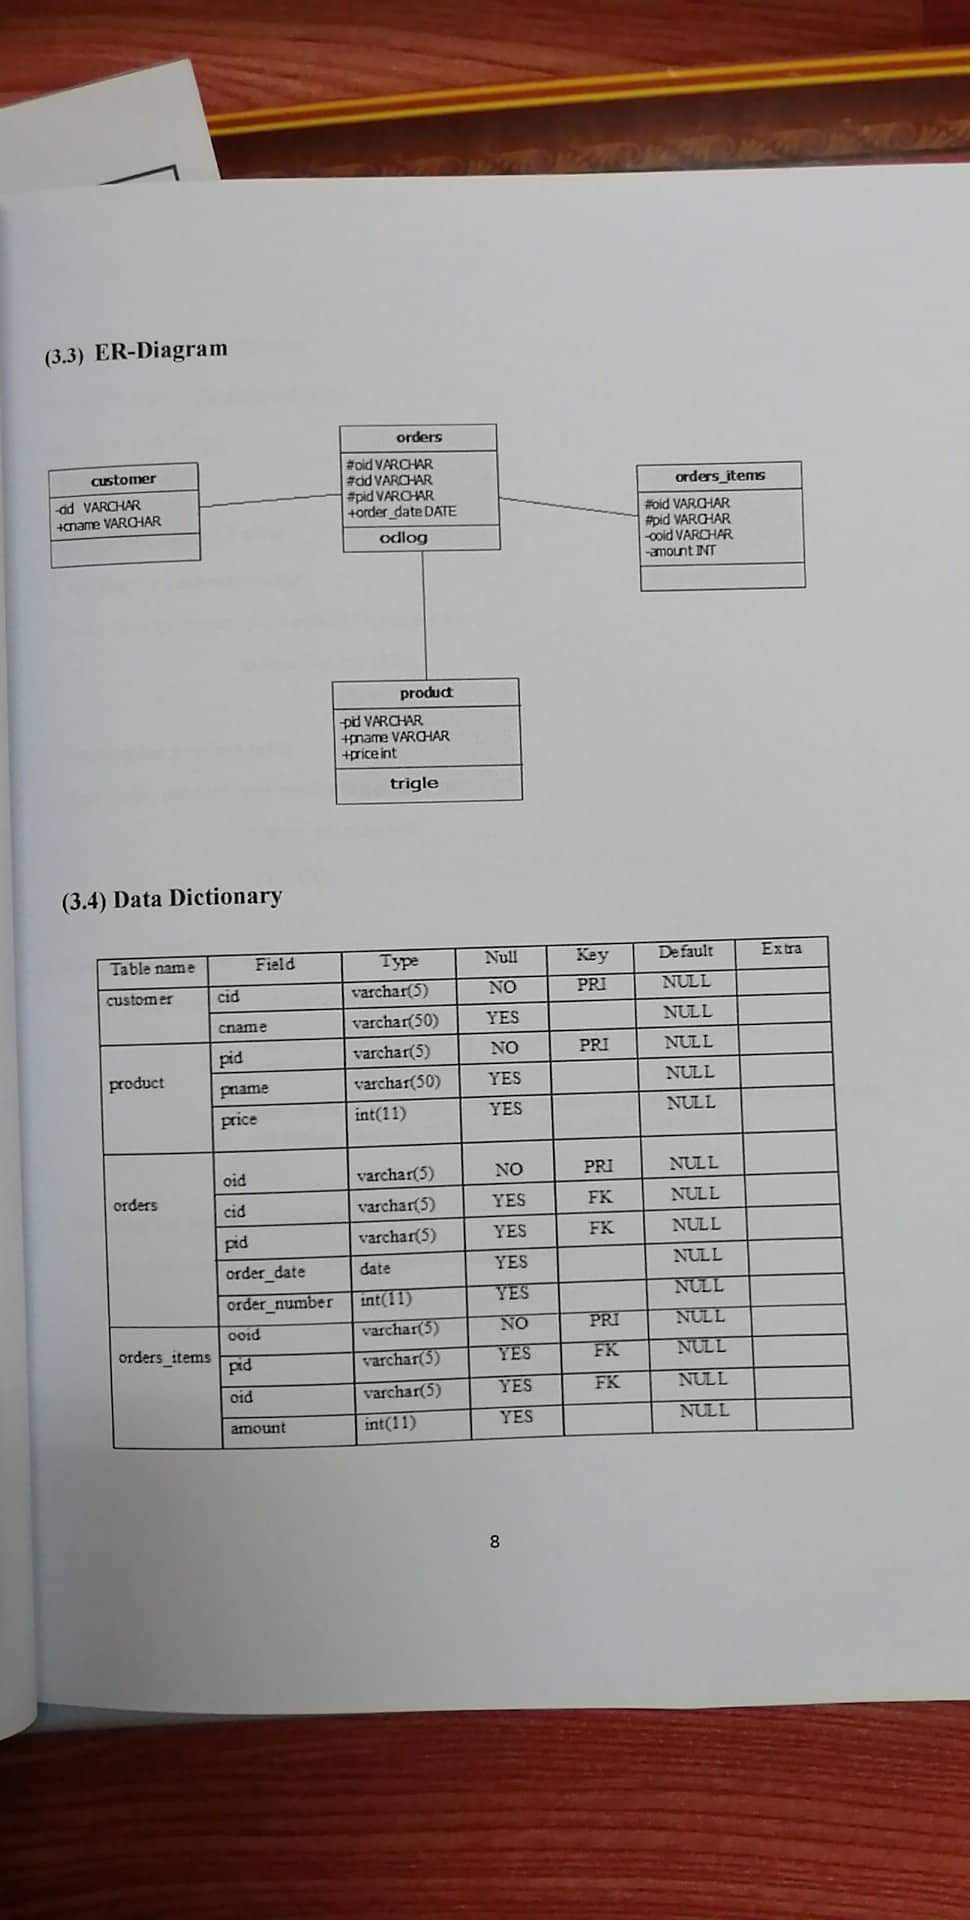 (3.3) ER-Diagram
customer
-cid VARCHAR
+cname VARCHAR
orders
#oid VARCHAR
#cid VARCHAR
#pid VARCHAR
+order_date DATE
odlog
orders_items
#oid VARCHAR
#pid VARCHAR
-ooid VARCHAR
-amount INT
product
-pid VARCHAR
+pname VARCHAR
+price int
trigle
(3.4) Data Dictionary
Table name Field Type Null Key Default Extra
customer cid varchar(5) NO PRI NULL
cname varchar(50) YES NULL
product pid varchar(5) NO PRI NULL
pname varchar(50) YES NULL
price int(11) YES NULL
orders oid varchar(5) NO PRI NULL
cid varchar(5) YES FK NULL
pid varchar(5) YES FK NULL
order_date date YES NULL
order_number int(11) YES NULL
orders_items ooid varchar(5) NO PRI NULL
pid varchar(5) YES FK NULL
oid varchar(5) YES FK NULL
amount int(11) YES NULL
8